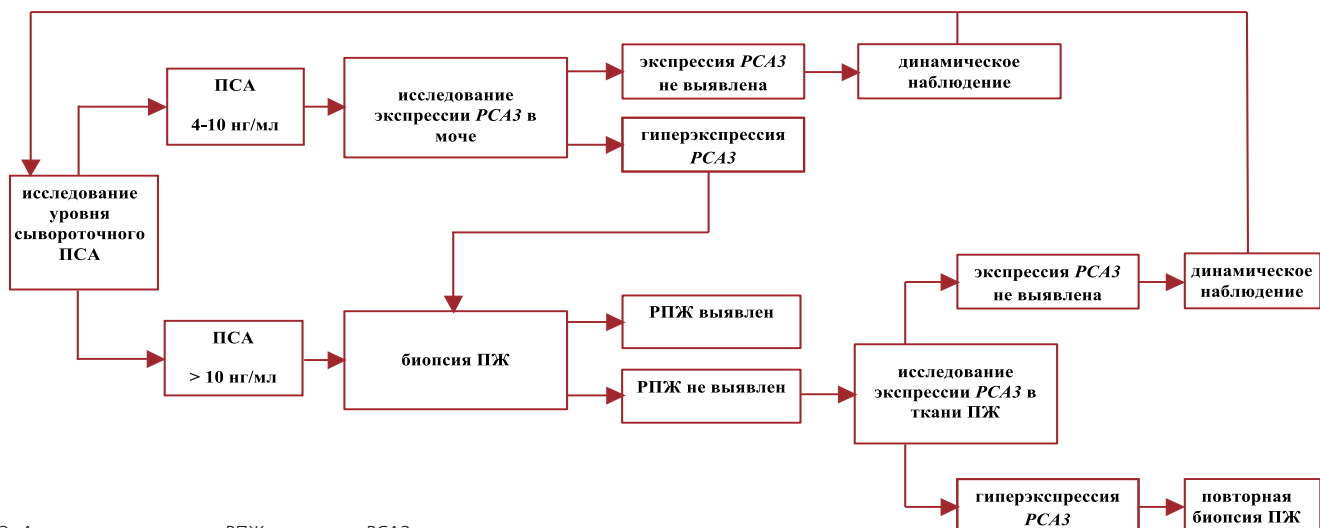 ПСА
4-10 нг/мл
исследование
экспрессии PCA3 в
моче
экспрессия PCA3
не выявлена
динамическое
наблюдение
гиперэкспрессия
PCA3
исследование
уровня
сывороточного
ПСА
ПСА
> 10 нг/мл
биопсия ПЖ
РПЖ выявлен
РПЖ не выявлен
исследование
экспрессии PCA3 в
ткани ПЖ
экспрессия PCA3
не выявлена
динамическое
наблюдение
гиперэкспрессия
PCA3
повторная
биопсия ПЖ